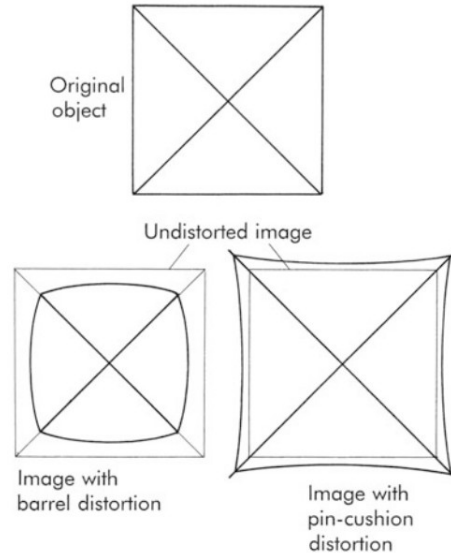 Original
object
Undistorted image
Image with
barrel distortion
Image with
pin-cushion
distortion